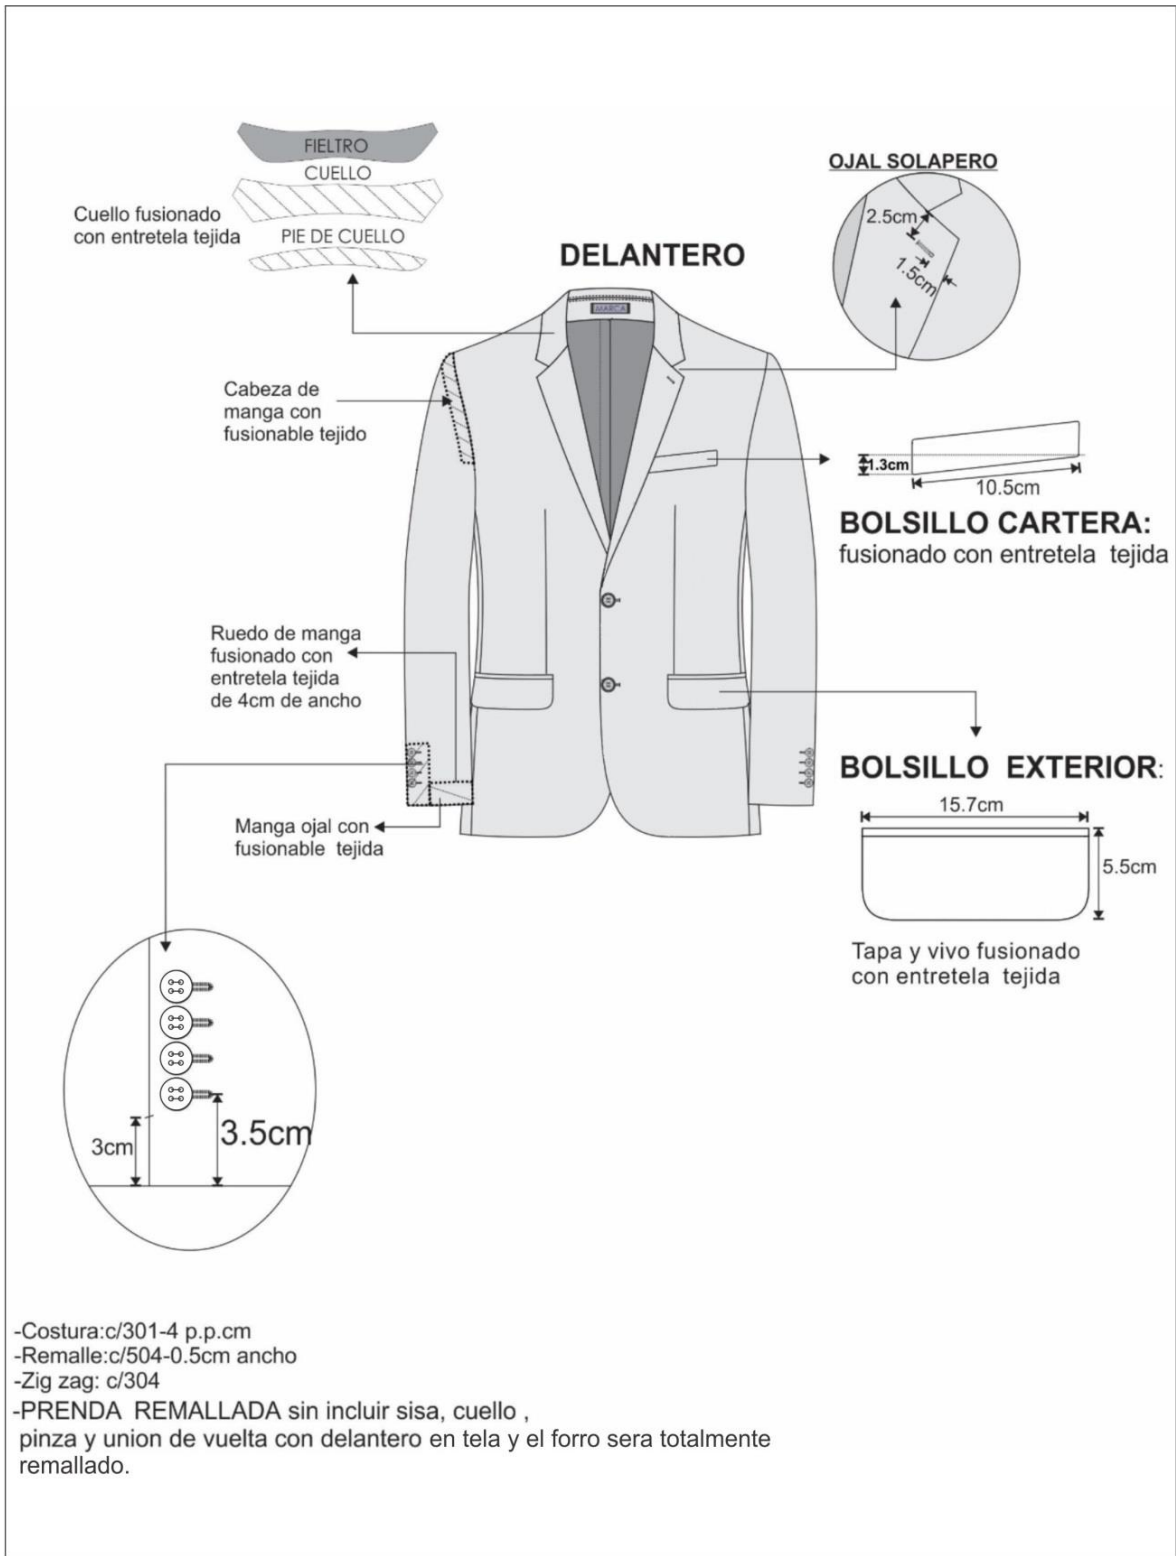 FIELTRO
CUELLO
Cuello fusionado
con entretela tejida
PIE DE CUELLO
OJAL SOLAPERO
2.5cm
1.5cm
DELANTERO
MARCA
Cabeza de
manga con
fusionable tejido
1.3cm
10.5cm
BOLSILLO CARTERA:
fusionado con entretela tejida
Ruedo de manga
fusionado con
entretela tejida
de 4cm de ancho
BOLSILLO EXTERIOR:
15.7cm
5.5cm
Manga ojal con
fusionable tejida
Tapa y vivo fusionado
con entretela tejida
3cm
3.5cm
-Costura:c/301-4 p.p.cm
-Remalle:c/504-0.5cm ancho
-Zig zag: c/304
-PRENDA REMALLADA sin incluir sisa, cuello ,
pinza y union de vuelta con delantero en tela y el forro sera totalmente
remallado.